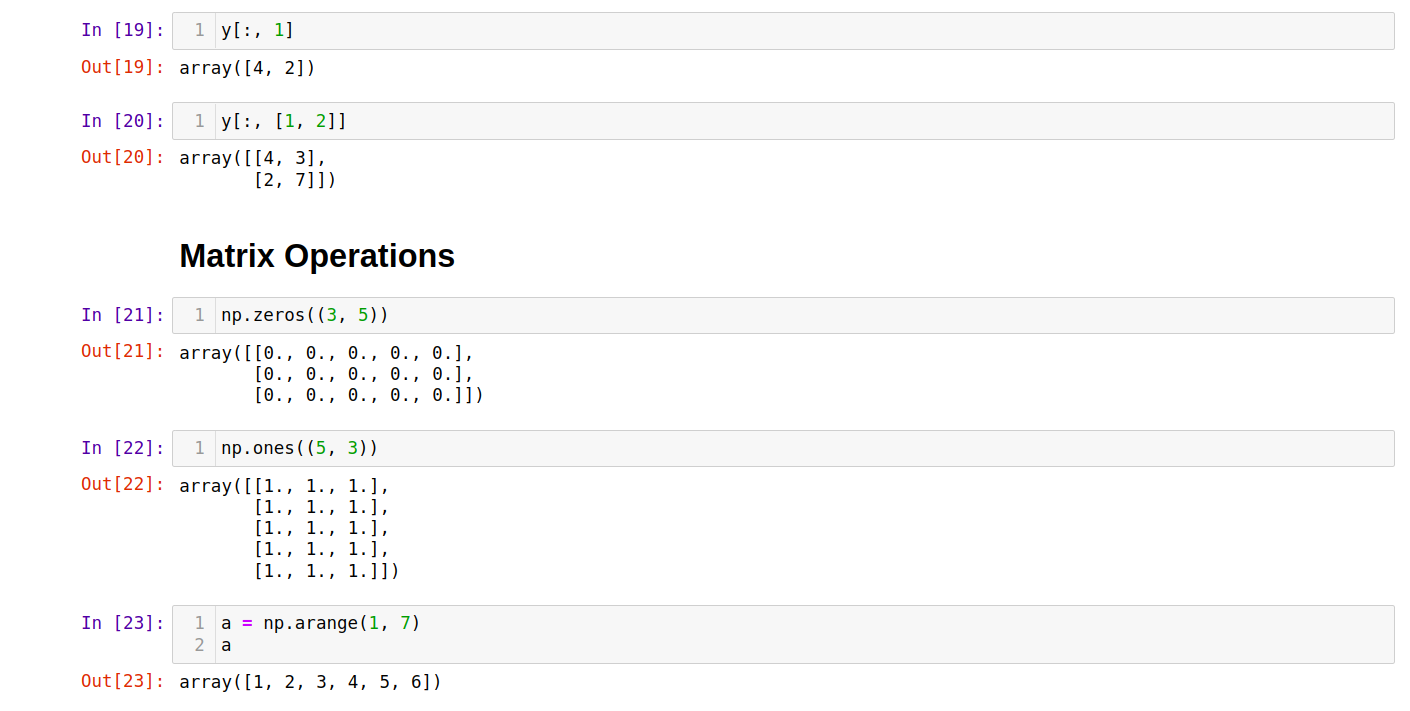 In [19]: 1 y[:, 1]
Out[19]: array([4, 2])
In [20]: 1 y[:, [1, 2]]
Out[20]: array([[4, 3],
[2, 7]])
Matrix Operations
In [21]: 1 np.zeros((3, 5))
Out[21]: array([[0., 0., 0., 0., 0.],
[0., 0., 0., 0., 0.],
[0., 0., 0., 0., 0.]])
In [22]: 1 np.ones((5, 3))
Out[22]: array([[1., 1., 1.],
[1., 1., 1.],
[1., 1., 1.],
[1., 1., 1.],
[1., 1., 1.]])
In [23]: 1 a = np.arange(1, 7)
2 a
Out[23]: array([1, 2, 3, 4, 5, 6])